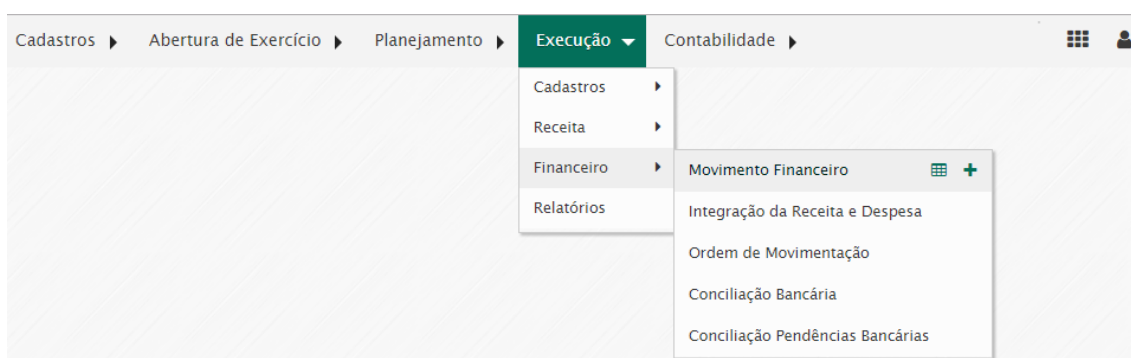 Cadastros Abertura de Exercício Planejamento Execução Contabilidade
Cadastros
Receita
Financeiro
Relatórios
Movimento Financeiro
Integração da Receita e Despesa
Ordem de Movimentação
Conciliação Bancária
Conciliação Pendências Bancárias